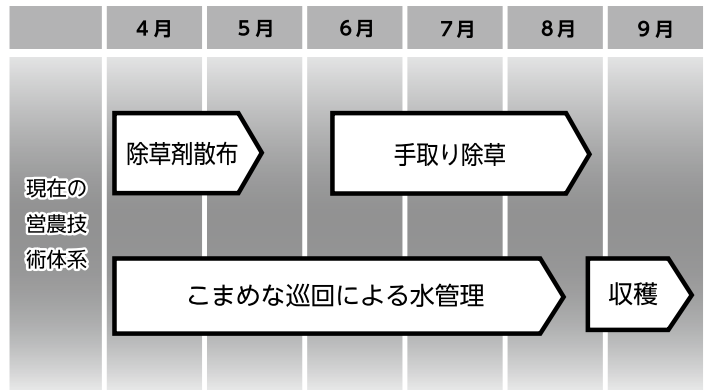 4月 5月 6月 7月 8月 9月
現在の
営農技
術体系
除草剤散布
手取り除草
こまめな巡回による水管理
収穫